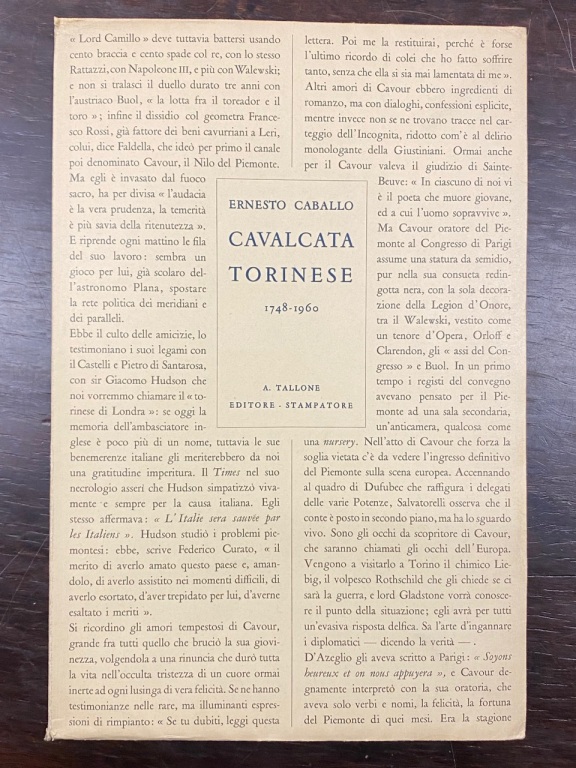 « Lord Camillo » deve tuttavia battersi usando
cento braccia e cento spade col re, con lo stesso
Rattazzi, con Napoleone III, e più con Walewski;
e non si tralasci il duello durato tre anni con
l'austriaco Buol, « la lotta fra il toreador e il
toro »; infine il dissidio col geometra France-
sco Rossi, già fattore dei beni cavurriani a Leri,
colui, dice Faldella, che ideò per primo il canale
poi denominato Cavour, il Nilo del Piemonte.
Ma egli è invasato dal fuoco
sacro, ha per divisa « l'audacia
è la vera prudenza, la temerità
è più savia della ritenutezza ».
E riprende ogni mattino le fila
del suo lavoro: sembra un
gioco per lui, già scolaro del-
l'astronomo Plana, spostare
la rete politica dei meridiani e
dei paralleli.
Ebbe il culto delle amicizie, lo
testimoniano i suoi legami con
il Castelli e Pietro di Santarosa,
con sir Giacomo Hudson che
noi vorremmo chiamare il « to-
rinese di Londra »: se oggi la
memoria dell'ambasciatore in-
glese è poco più di un nome, tuttavia le sue
benemerenze italiane gli meriterebbero da noi
una gratitudine imperitura. Il Times nel suo
necrologio asserì che Hudson simpatizzò viva-
mente e sempre per la causa italiana. Egli
stesso affermava: « L'Italie sera sauvée par
les Italiens ». Hudson studiò i problemi pie-
montesi: ebbe, scrive Federico Curato, « il
merito di averlo amato questo paese e, aman-
dolo, di averlo assistito nei momenti difficili, di
averlo esortato, d'aver trepidato per lui, d'averne
esaltato i meriti ».
Si ricordino gli amori tempestosi di Cavour,
grande fra tutti quello che bruciò la sua giovi-
nezza, volgendola a una rinuncia che durò tutta
la vita nell'occulta tristezza di un cuore ormai
inerte ad ogni lusinga di vera felicità. Se ne hanno
testimonianze nelle rare, ma illuminanti espres-
sioni di rimpianto: « Se tu dubiti, leggi questa
lettera. Poi me la restituirai, perché è forse
l'ultimo ricordo di colei che ho fatto soffrire
tanto, senza che ella si sia mai lamentata di me ».
Altri amori di Cavour ebbero ingredienti di
romanzo, ma con dialoghi, confessioni esplicite,
mentre invece non se ne trovano tracce nel car-
teggio dell'Incognita, ridotto com'è al delirio
monologante della Giustiniani. Ormai anche
per il Cavour valeva il giudizio di Sainte-
Beuve: « In ciascuno di noi vi
è il poeta che muore giovane,
ed a cui l'uomo sopravvive ».
Ma Cavour oratore del Pie-
monte al Congresso di Parigi
assume una statura da semidio,
pur nella sua consueta redin-
gotta nera, con la sola decora-
zione della Legion d'Onore,
tra il Walewski, vestito come
un tenore d'Opera, Orloff e
Clarendon, gli « assi del Con-
gresso » e Buol. In un primo
tempo i registi del convegno
avevano pensato per il Pie-
monte ad una sala secondaria,
un'anticamera, qualcosa come
una nursery. Nell'atto di Cavour che forza la
soglia vietata c'è da vedere l'ingresso definitivo
del Piemonte sulla scena europea. Accennando
al quadro di Dufubec che raffigura i delegati
delle varie Potenze, Salvatorelli osserva che il
conte è posto in secondo piano, ma ha lo sguardo
vivo. Sono gli occhi da scopritore di Cavour,
che saranno chiamati gli occhi dell'Europa.
Vengono a visitarlo a Torino il chimico Lie-
big, il volpesco Rothschild che gli chiede se ci
sarà la guerra, e lord Gladstone vorrà conosce-
re il punto della situazione; egli avrà per tutti
un'evasiva risposta delfica. Sa l'arte d'ingannare
i diplomatici — dicendo la verità — .
D'Azeglio gli aveva scritto a Parigi: « Soyons
heureux et on nous appuyera », e Cavour de-
gnamente interpretò con la sua oratoria, che
aveva solo verbi e nomi, la felicità, la fortuna
del Piemonte di quei mesi. Era la stagione
ERNESTO CABALLO
CAVALCATA
TORINESE
1748-1960
A. TALLONE
EDITORE - STAMPATORE